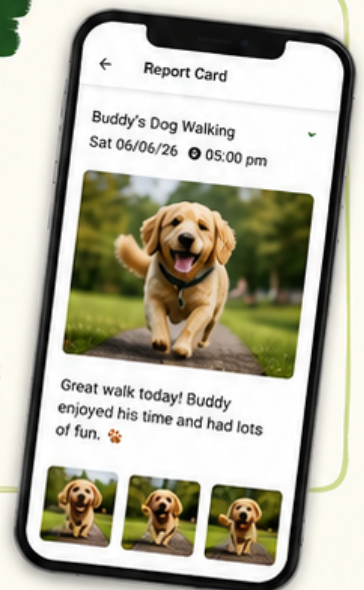 Report Card
Buddy's Dog Walking
Sat 06/06/26 05:00 pm
Great walk today! Buddy
enjoyed his time and had lots
of fun. 🐾